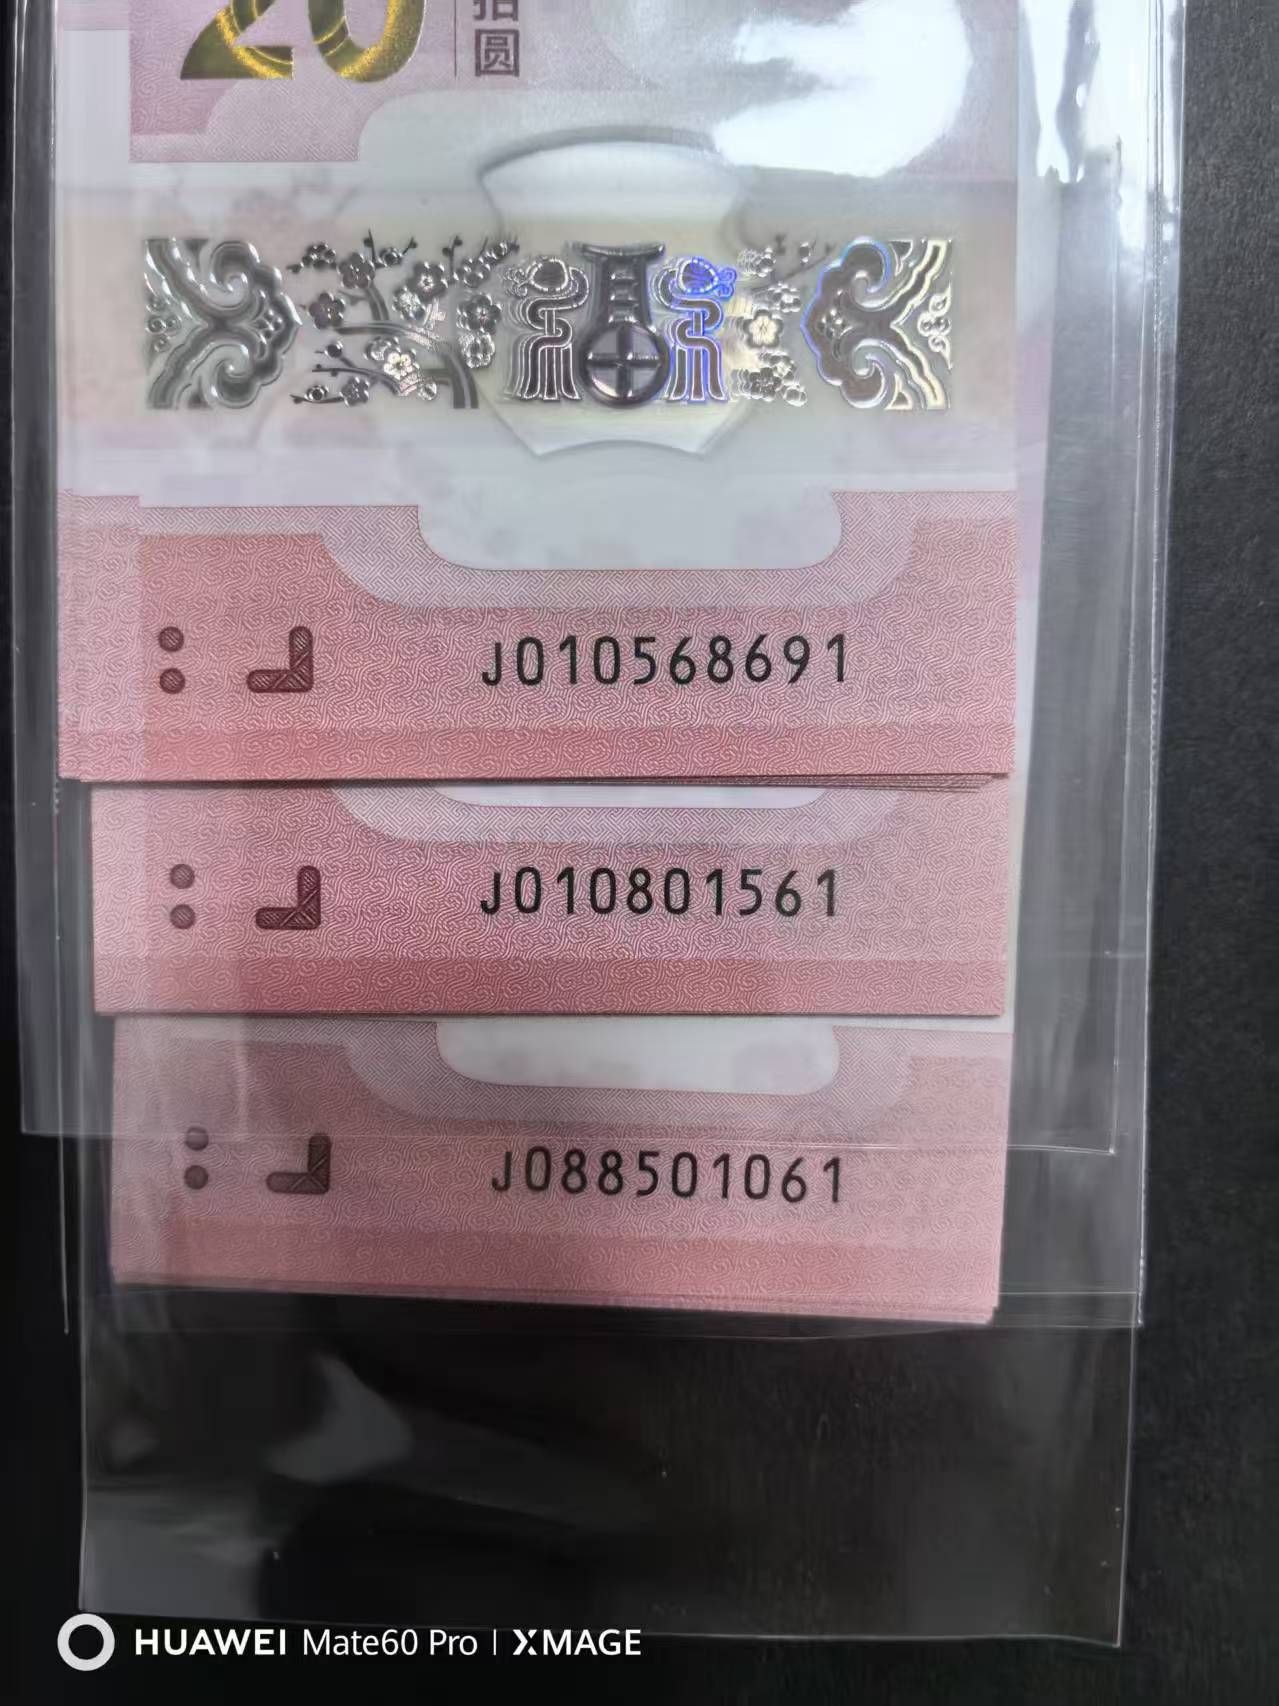 20
拾
圆
J010568691
J010801561
J088501061
HUAWEI Mate60 Pro | XMAGE